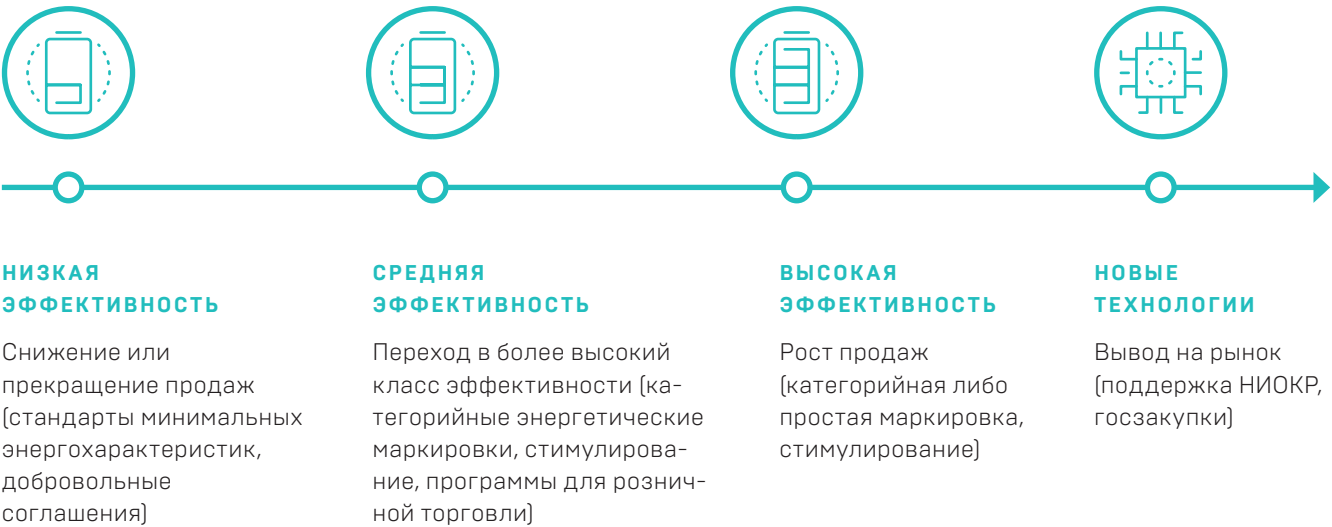 НИЗКАЯ
ЭФФЕКТИВНОСТЬ
Снижение или
прекращение продаж
(стандарты минимальных
энергохарактеристик,
добровольные
соглашения)
СРЕДНЯЯ
ЭФФЕКТИВНОСТЬ
Переход в более высокий
класс эффективности (ка-
тегорийные энергетические
маркировки, стимулирова-
ние, программы для рознич-
ной торговли)
ВЫСОКАЯ
ЭФФЕКТИВНОСТЬ
Рост продаж
(категорийная либо
простая маркировка,
стимулирование)
НОВЫЕ
ТЕХНОЛОГИИ
Вывод на рынок
(поддержка НИОКР,
госзакупки)